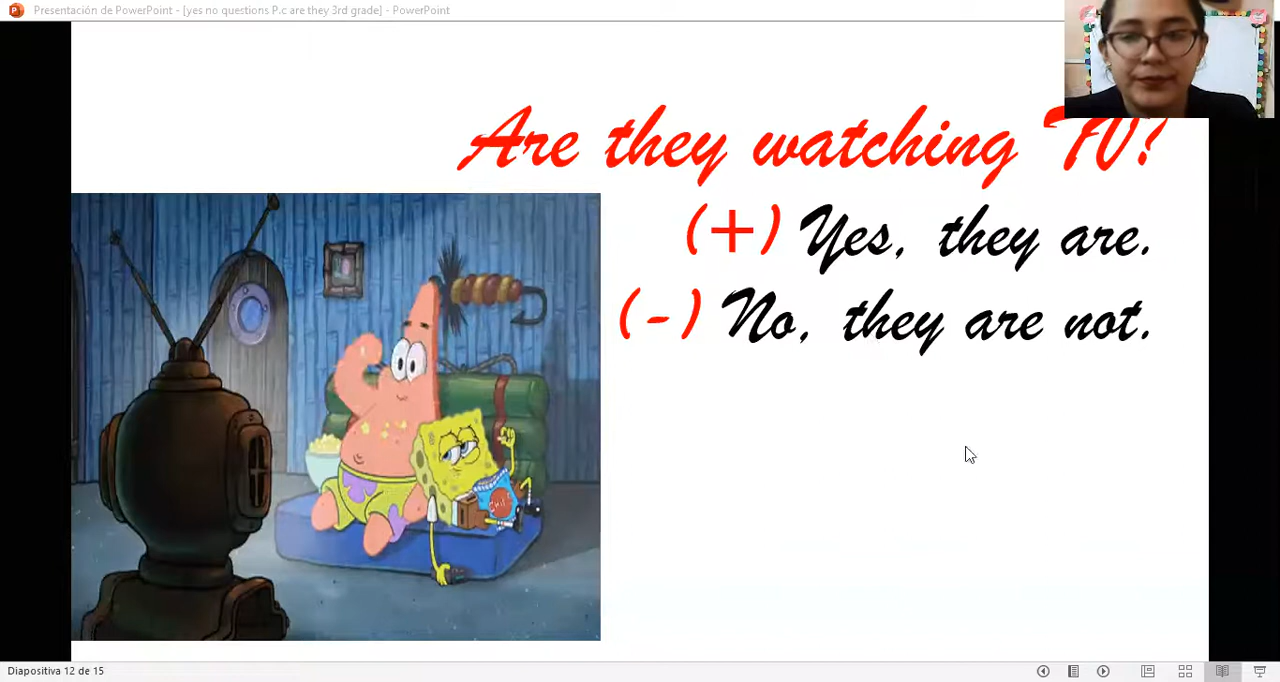 Presentación de PowerPoint - [yes no questions P.c are they 3rd grade] - PowerPoint
Are they watching TV?
(+) Yes, they are.
(-) No, they are not.
Diapositiva 12 de 15